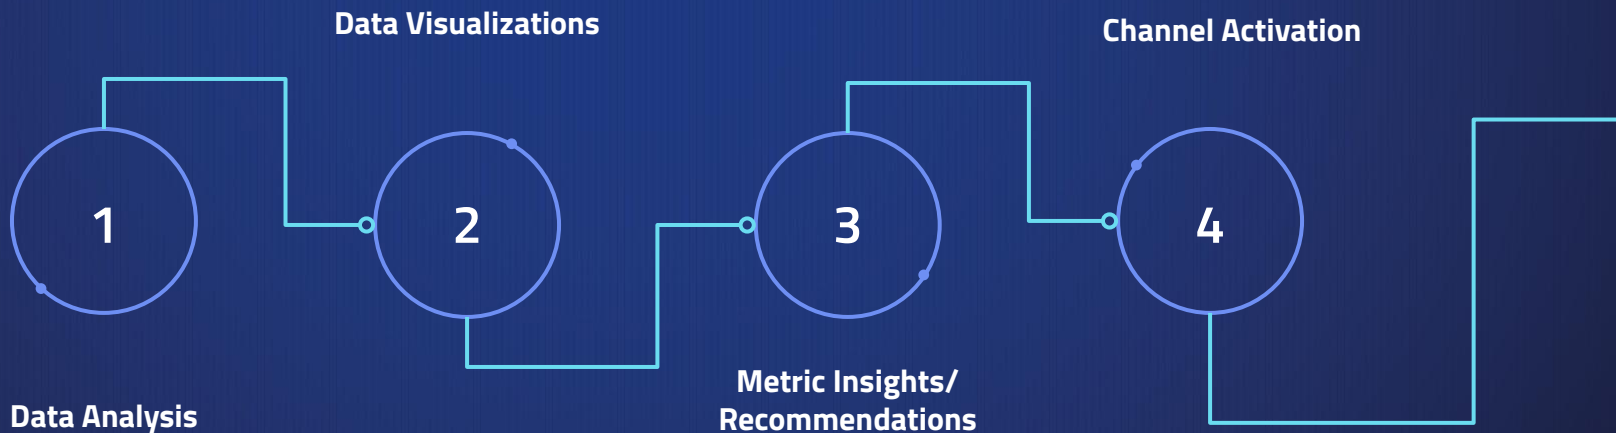 Data Visualizations
Channel Activation
1
2
3
4
Metric Insights/
Recommendations
Data Analysis